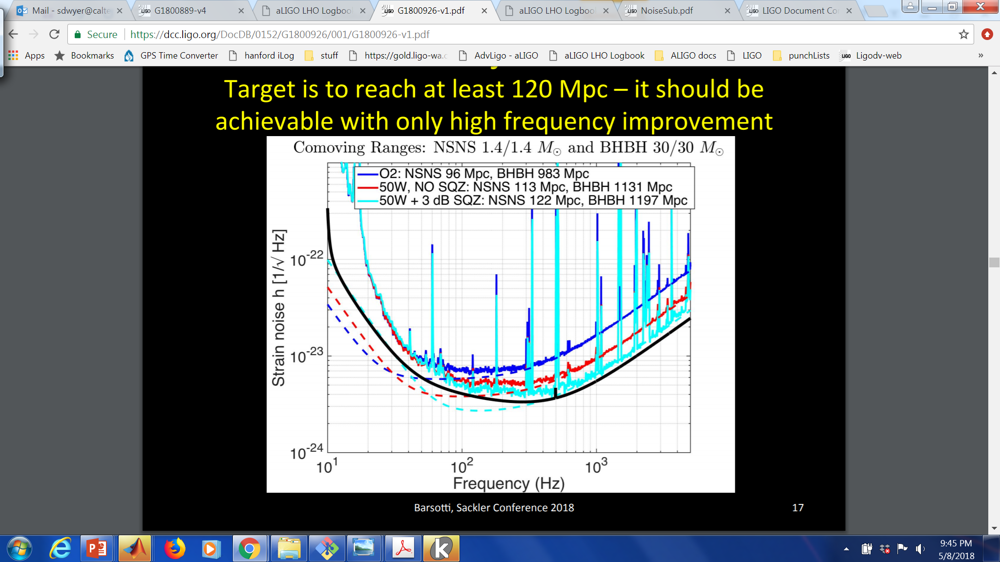 Mail - sdwyer@calte
G1800889-v4
aLIGO LHO Logboo
G1800926-v1.pdf
aLIGO LHO Logboo
NoiseSub.pdf
LIGO Document Co
Secure
https://dcc.ligo.org/DocDB/0152/G1800926/001/G1800926-v1.pdf
Apps
Bookmarks
GPS Time Converter
hanford iLog
stuff
https://gold.ligo-wa.c
AdvLigo - aLIGO
aLIGO LHO Logbook
ALIGO docs
LIGO
punchLists
Ligodv-web
»
Target is to reach at least 120 Mpc – it should be
achievable with only high frequency improvement
Comoving Ranges: NSNS 1.4/1.4 M☉ and BHBH 30/30 M☉
O2: NSNS 96 Mpc, BHBH 983 Mpc
50W, NO SQZ: NSNS 113 Mpc, BHBH 1131 Mpc
50W + 3 dB SQZ: NSNS 122 Mpc, BHBH 1197 Mpc
Strain noise h [1/√ Hz]
10^-22
10^-23
10^-24
10^1
10^2
10^3
Frequency (Hz)
Barsotti, Sackler Conference 2018
17
9:45 PM
5/8/2018